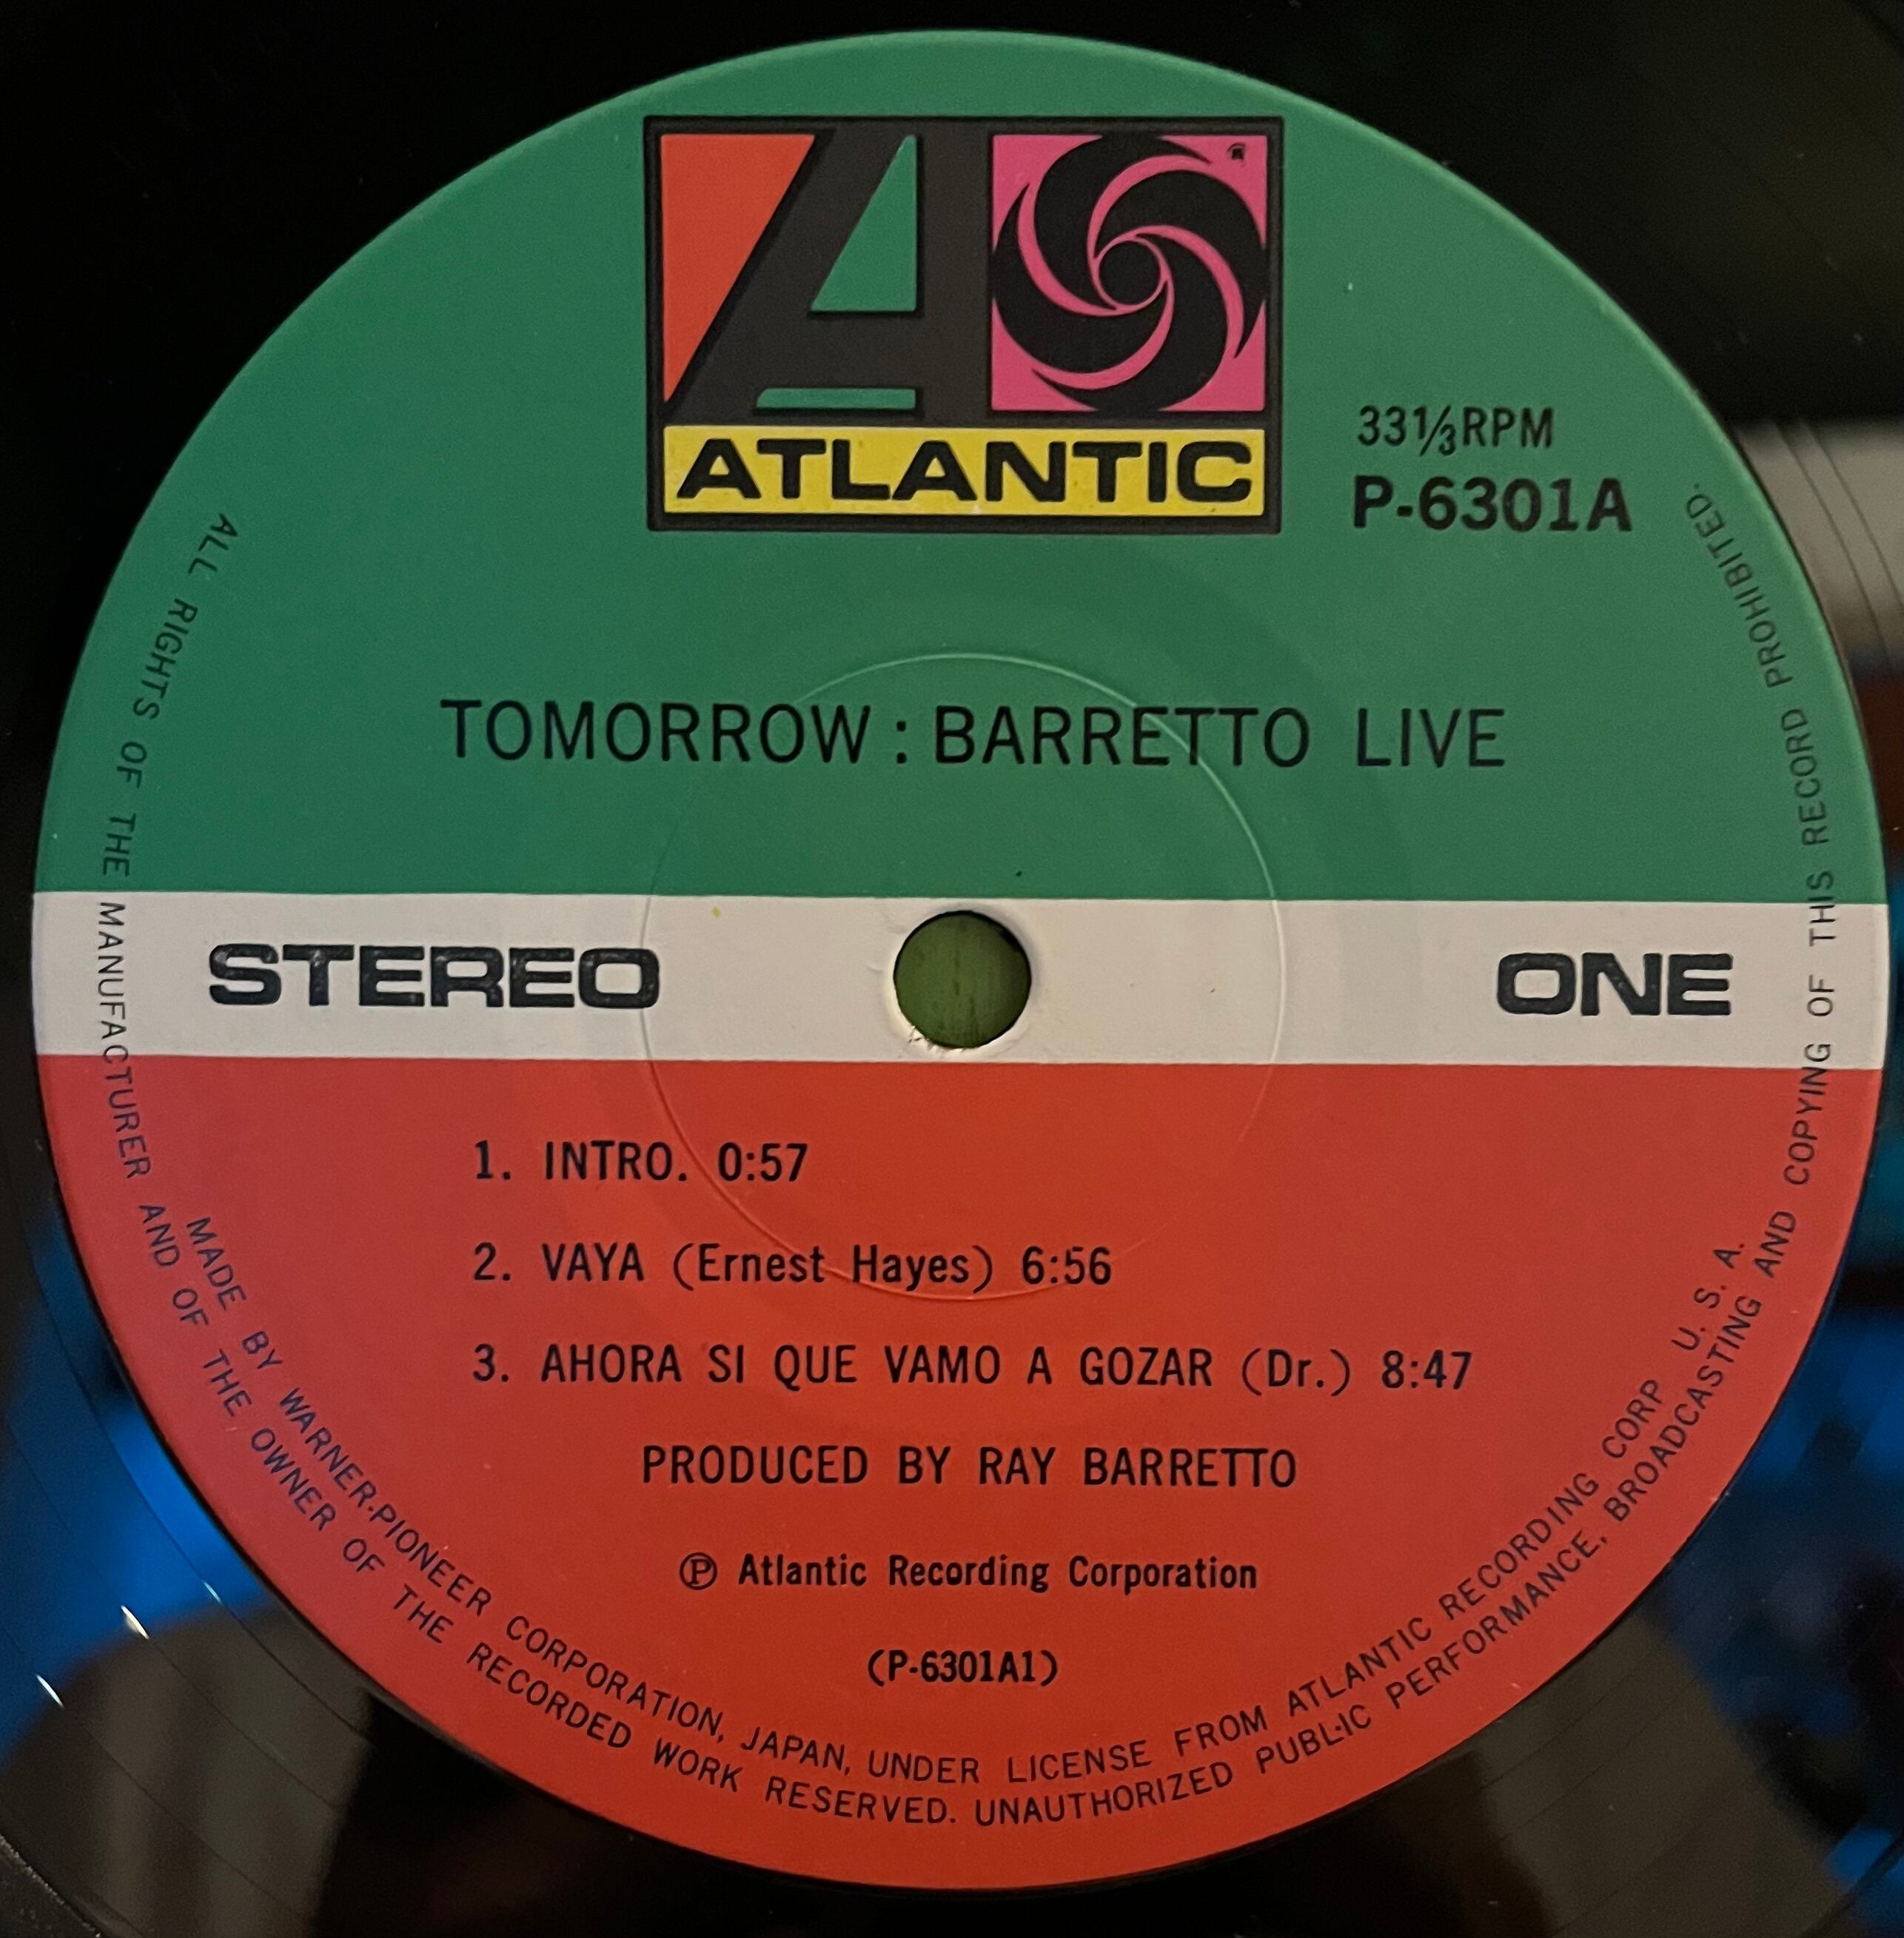 ATLANTIC
33⅓RPM
P-6301A
TOMORROW : BARRETTO LIVE
STEREO
ONE
1. INTRO. 0:57
2. VAYA (Ernest Hayes) 6:56
3. AHORA SI QUE VAMO A GOZAR (Dr.) 8:47
PRODUCED BY RAY BARRETTO
Ⓟ Atlantic Recording Corporation
(P-6301A1)
MADE BY WARNER-PIONEER CORPORATION, JAPAN, UNDER LICENSE FROM ATLANTIC RECORDING CORP U. S. A.
ALL RIGHTS OF THE MANUFACTURER AND OF THE OWNER OF THE RECORDED WORK RESERVED. UNAUTHORIZED PUBLIC PERFORMANCE, BROADCASTING AND COPYING OF THIS RECORD PROHIBITED.